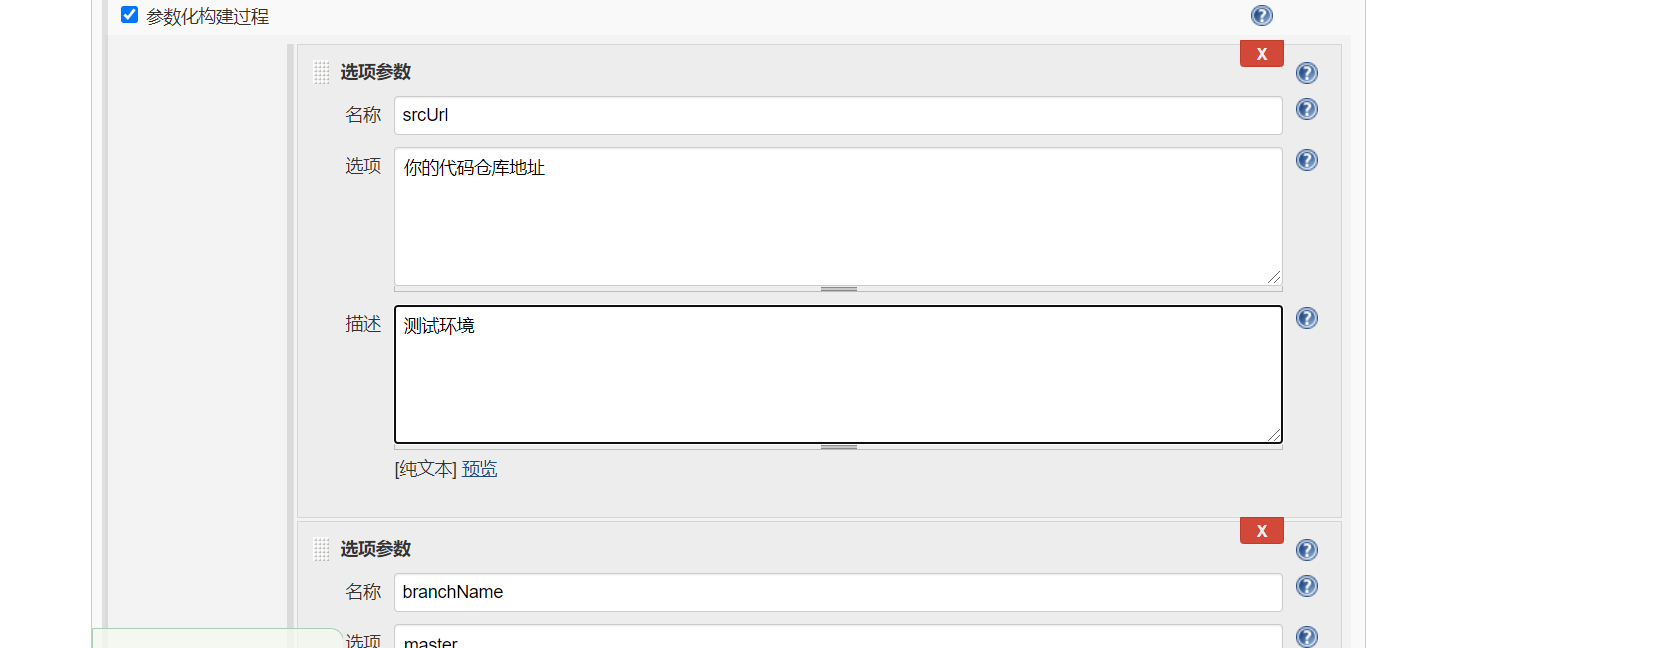 参数化构建过程
X
选项参数
名称 srcUrl
选项 你的代码仓库地址
描述 测试环境
[纯文本] 预览
X
选项参数
名称 branchName
选项 master